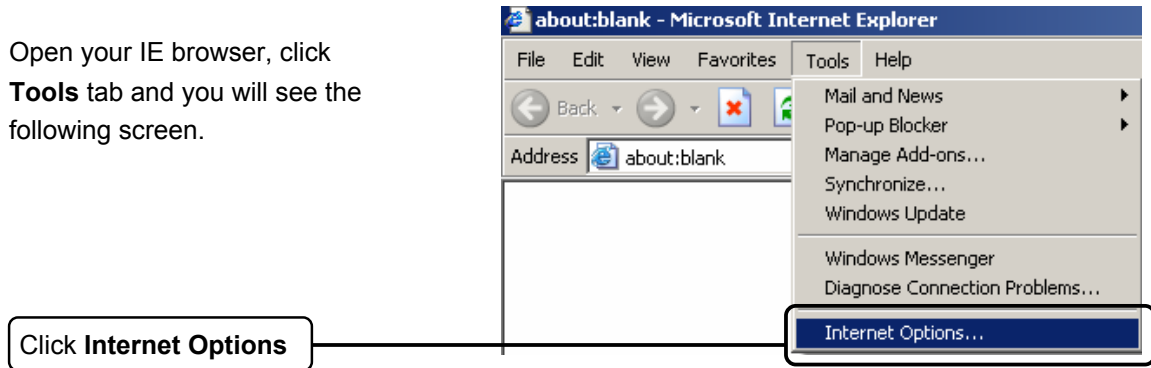 Open your IE browser, click
Tools tab and you will see the
following screen.
about:blank - Microsoft Internet Explorer
File Edit View Favorites Tools Help
Back
Address about:blank
Mail and News
Pop-up Blocker
Manage Add-ons...
Synchronize...
Windows Update
Windows Messenger
Diagnose Connection Problems...
Internet Options...
Click Internet Options